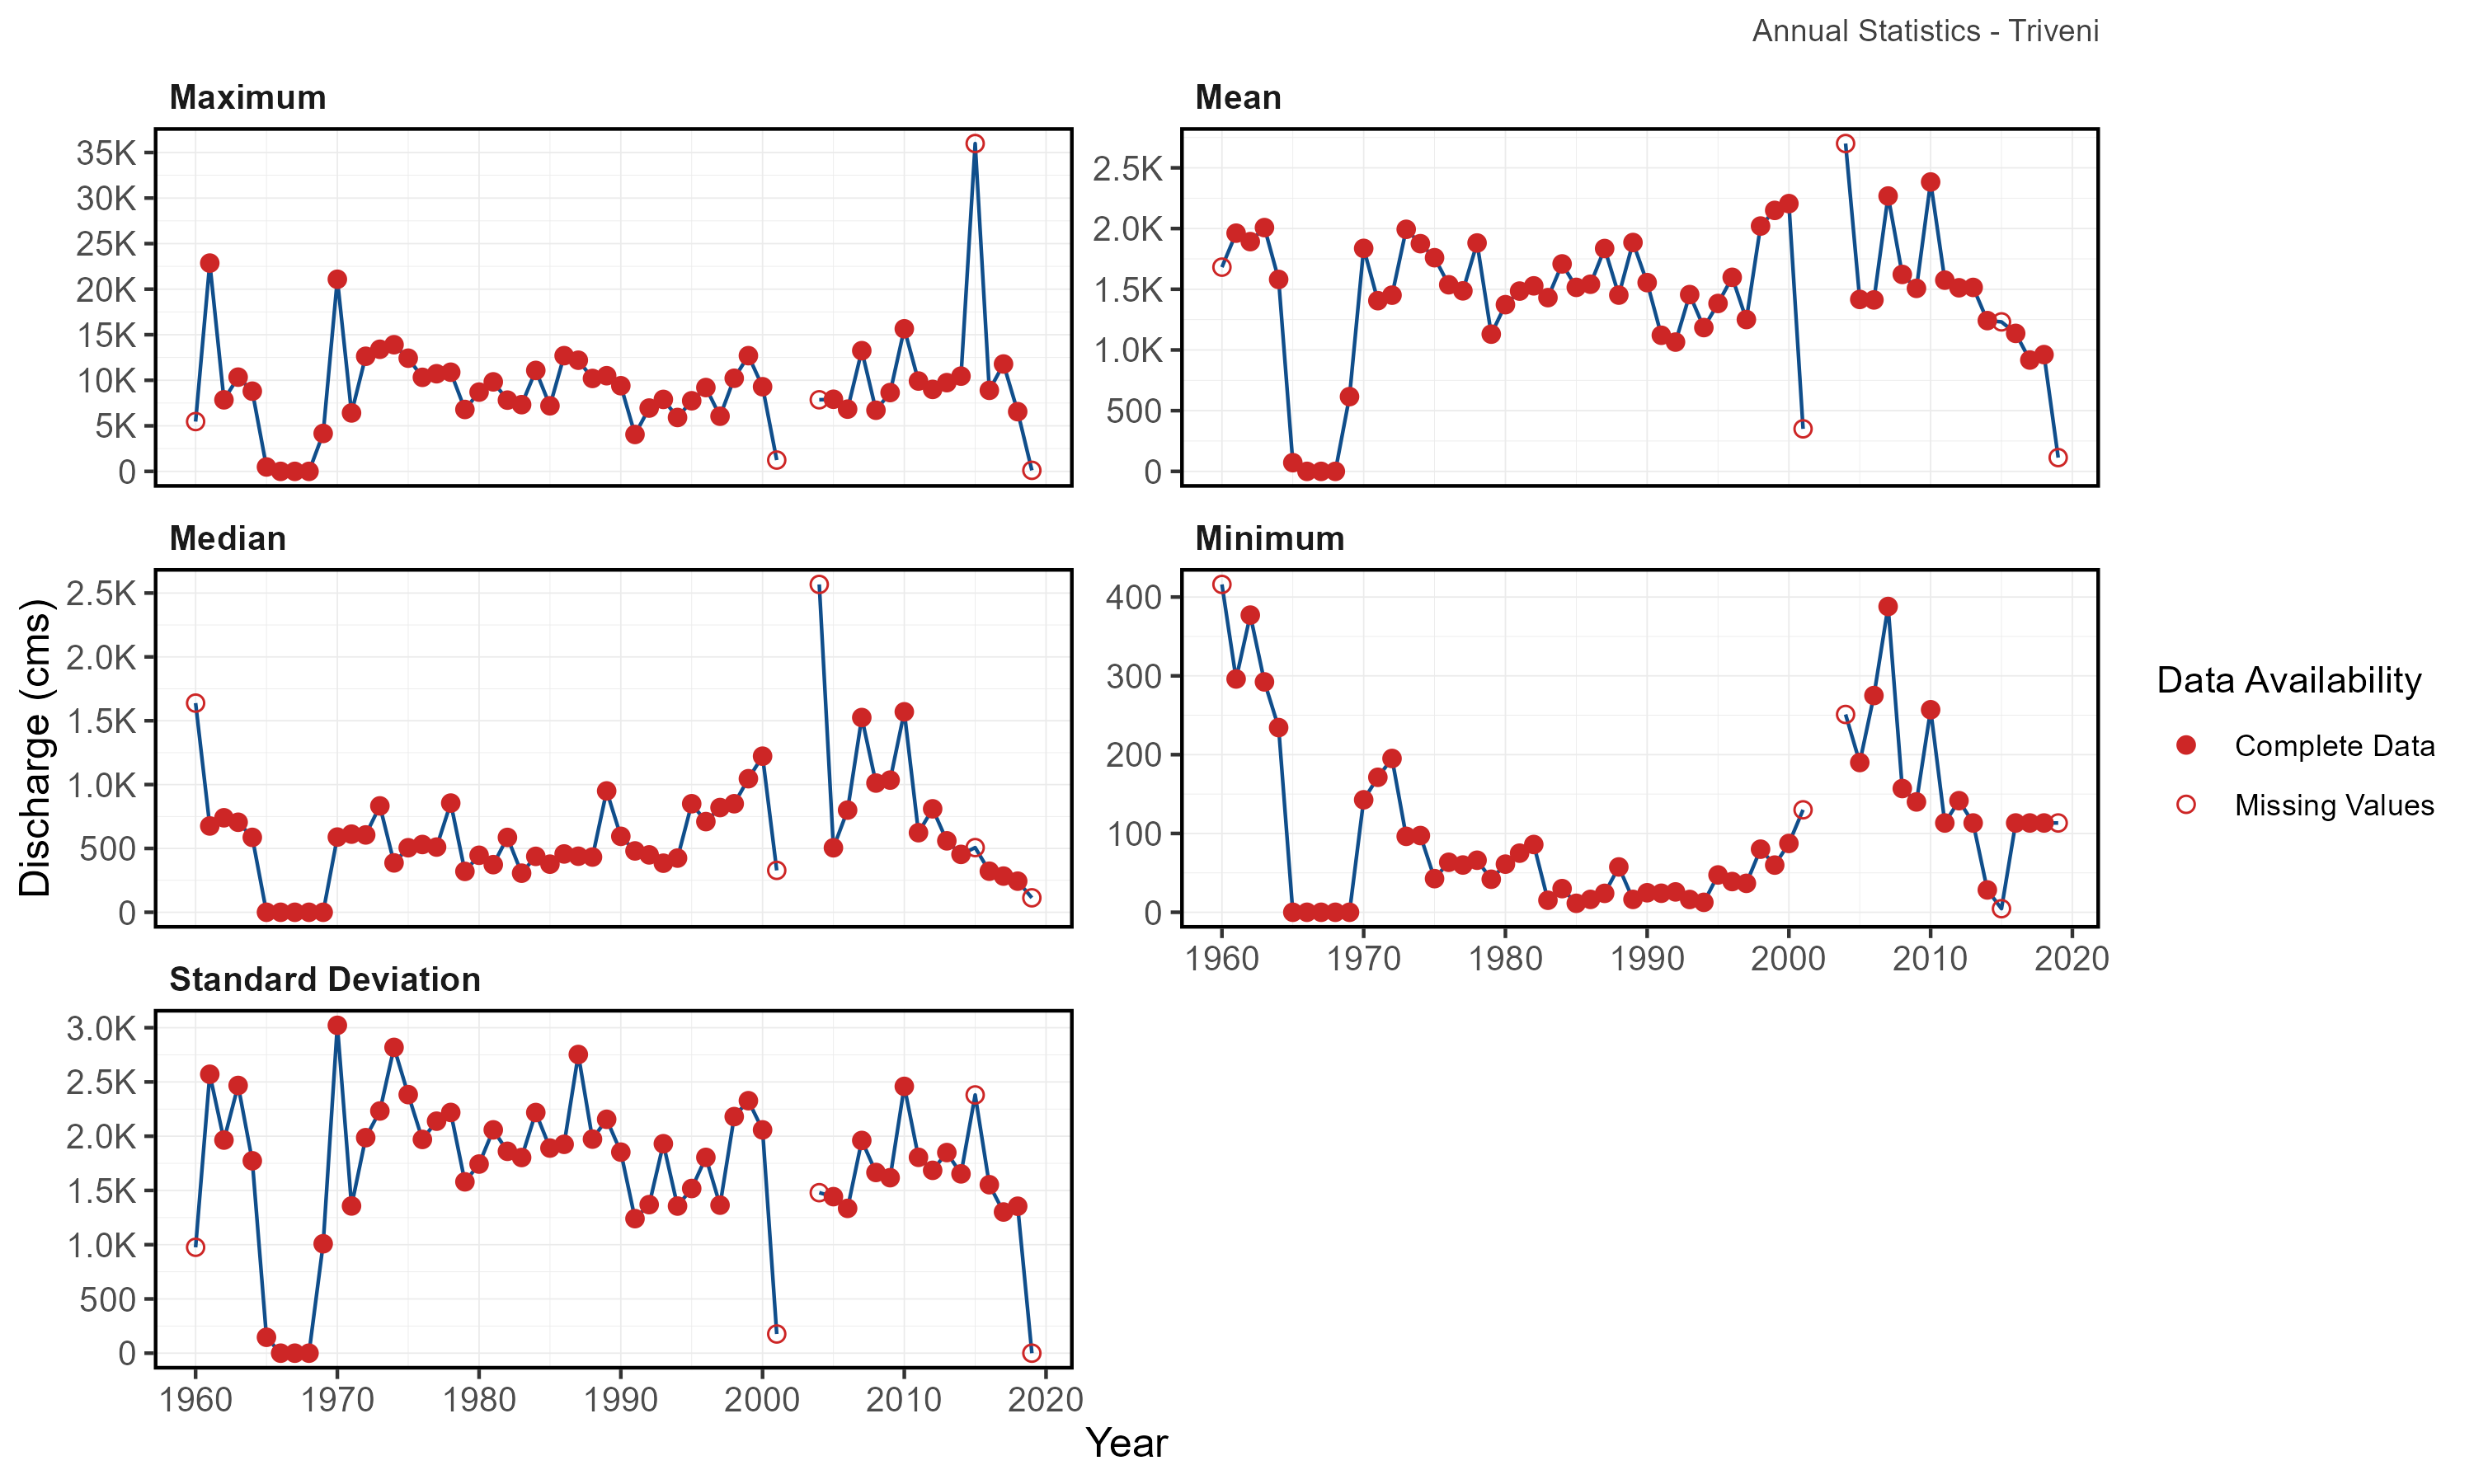 Annual Statistics - Triveni
Maximum
35K
30K
25K
20K
15K
10K
5K
0
Mean
2.5K
2.0K
1.5K
1.0K
500
0
Median
2.5K
2.0K
1.5K
1.0K
500
0
Minimum
400
300
200
100
0
1960 1970 1980 1990 2000 2010 2020
Standard Deviation
3.0K
2.5K
2.0K
1.5K
1.0K
500
0
1960 1970 1980 1990 2000 2010 2020
Discharge (cms)
Year
Data Availability
Complete Data
Missing Values